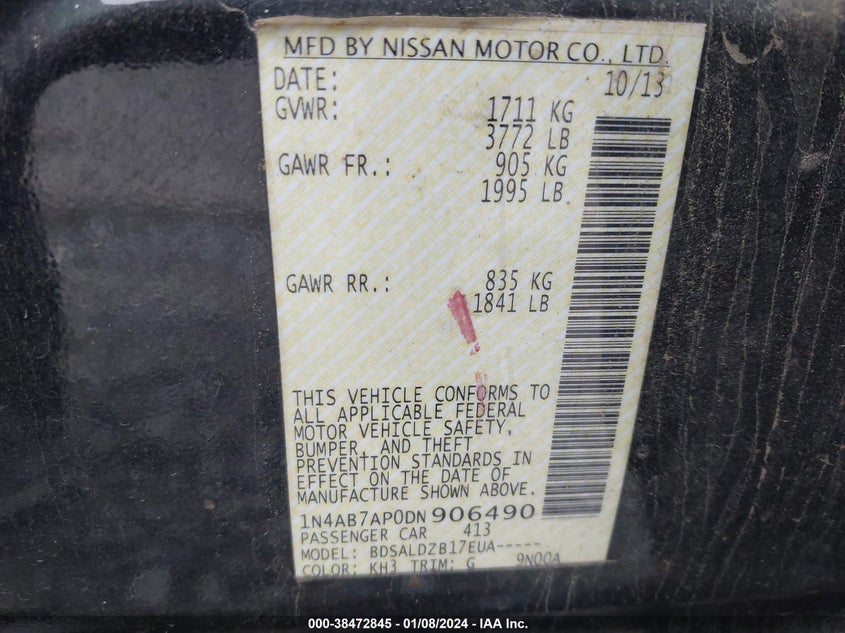 MFD BY NISSAN MOTOR CO., LTD.
DATE: 10/13
GVWR: 1711 KG
3772 LB
GAWR FR.: 905 KG
1995 LB
GAWR RR.: 835 KG
1841 LB
THIS VEHICLE CONFORMS TO
ALL APPLICABLE FEDERAL
MOTOR VEHICLE SAFETY,
BUMPER, AND THEFT
PREVENTION STANDARDS IN
EFFECT ON THE DATE OF
MANUFACTURE SHOWN ABOVE.
1N4AB7AP0DN906490
PASSENGER CAR 413
MODEL: BDSALDZB17EUA-----
COLOR: KH3 TRIM: G 9N00A
000-38472845 - 01/08/2024 - IAA Inc.